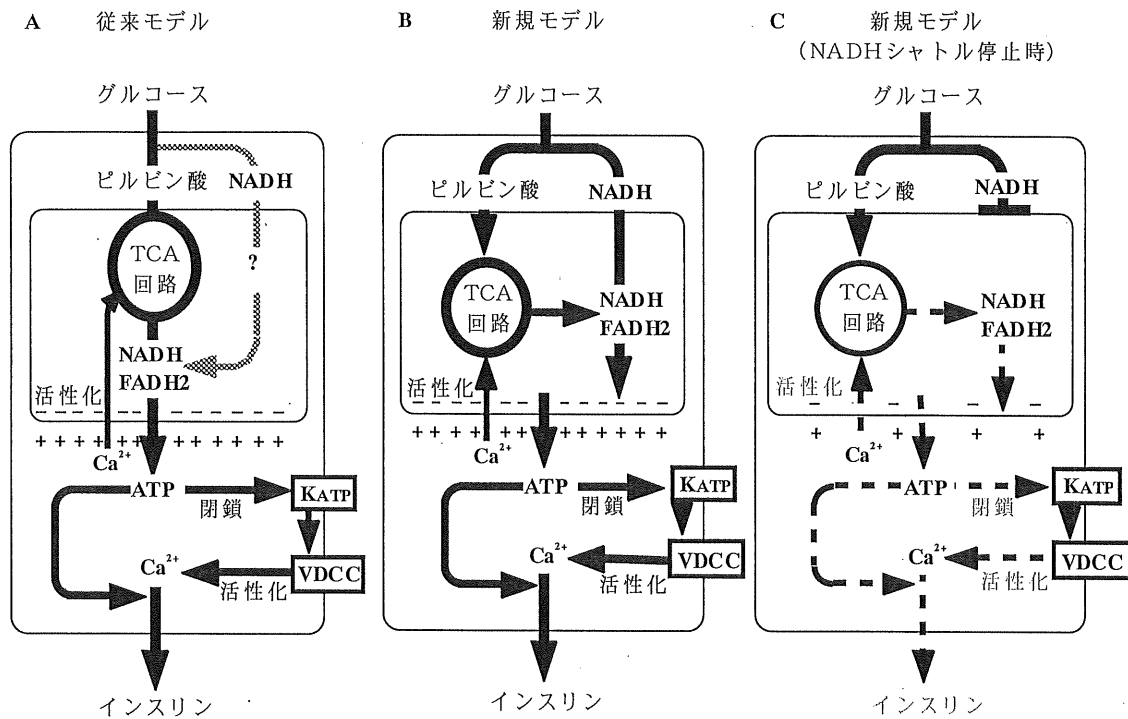 A 従来モデル
グルコース
ピルビン酸 NADH
TCA
回路
?
NADH
FADH2
活性化
− − − − − − − − − − − − − −
+ + + + + + + + + + + + + +
Ca²⁺
ATP
閉鎖
KATP
Ca²⁺
VDCC
活性化
インスリン
B 新規モデル
グルコース
ピルビン酸 NADH
TCA
回路
NADH
FADH2
活性化
− − − − − − − − − − − − − −
+ + + + + + + + + + + + + +
Ca²⁺
ATP
閉鎖
KATP
Ca²⁺
VDCC
活性化
インスリン
C 新規モデル
(NADHシャトル停止時)
グルコース
ピルビン酸
NADH
TCA
回路
NADH
FADH2
活性化
− − − −
+ + + +
Ca²⁺
ATP
閉鎖
KATP
Ca²⁺
VDCC
活性化
インスリン